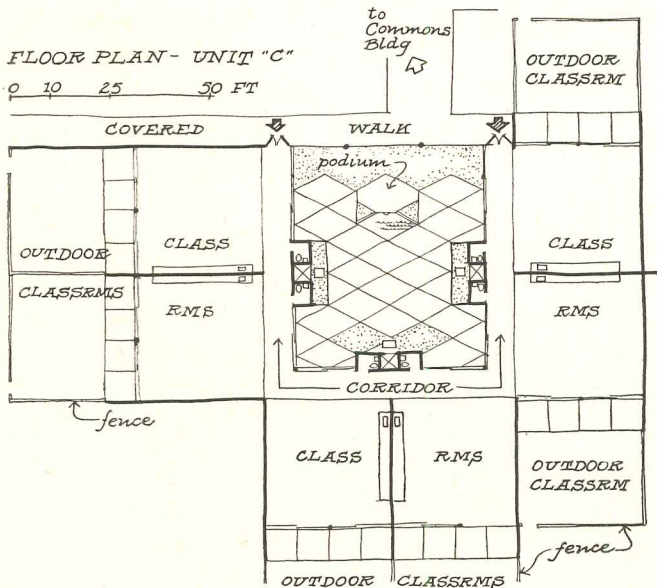 to
Commons
Bldg
FLOOR PLAN - UNIT "C"
0 10 25 50 FT
OUTDOOR
CLASSRM
COVERED WALK
podium
OUTDOOR
CLASSRMS
CLASS
RMS
CLASS
RMS
CORRIDOR
fence
CLASS RMS
OUTDOOR
CLASSRM
fence
OUTDOOR CLASSRMS